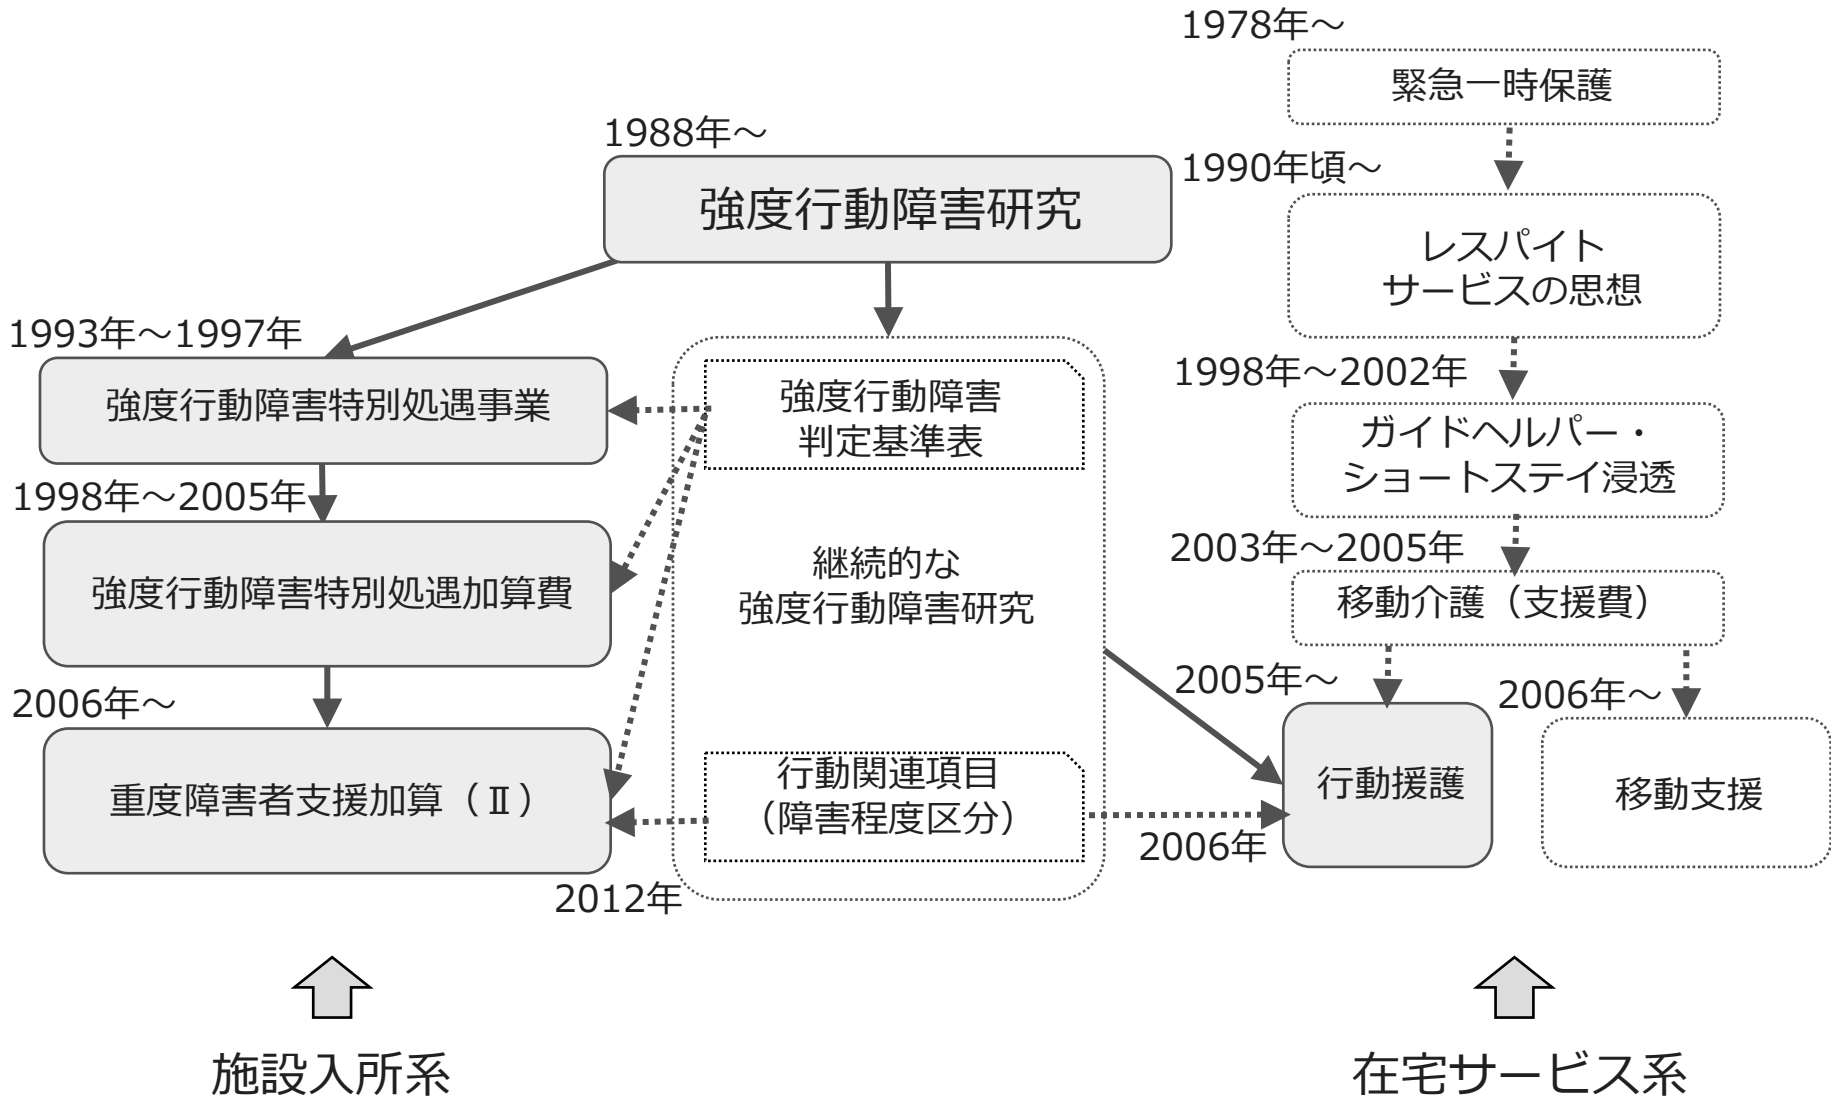 1978年～
緊急一時保護
1988年～
強度行動障害研究
1990年頃～
レスパイト
サービスの思想
1993年～1997年
強度行動障害特別処遇事業
強度行動障害
判定基準表
1998年～2002年
ガイドヘルパー・
ショートステイ浸透
1998年～2005年
強度行動障害特別処遇加算費
継続的な
強度行動障害研究
2003年～2005年
移動介護（支援費）
2006年～
重度障害者支援加算（Ⅱ）
行動関連項目
（障害程度区分）
2012年
2005年～
行動援護
2006年
2006年～
移動支援
施設入所系
在宅サービス系